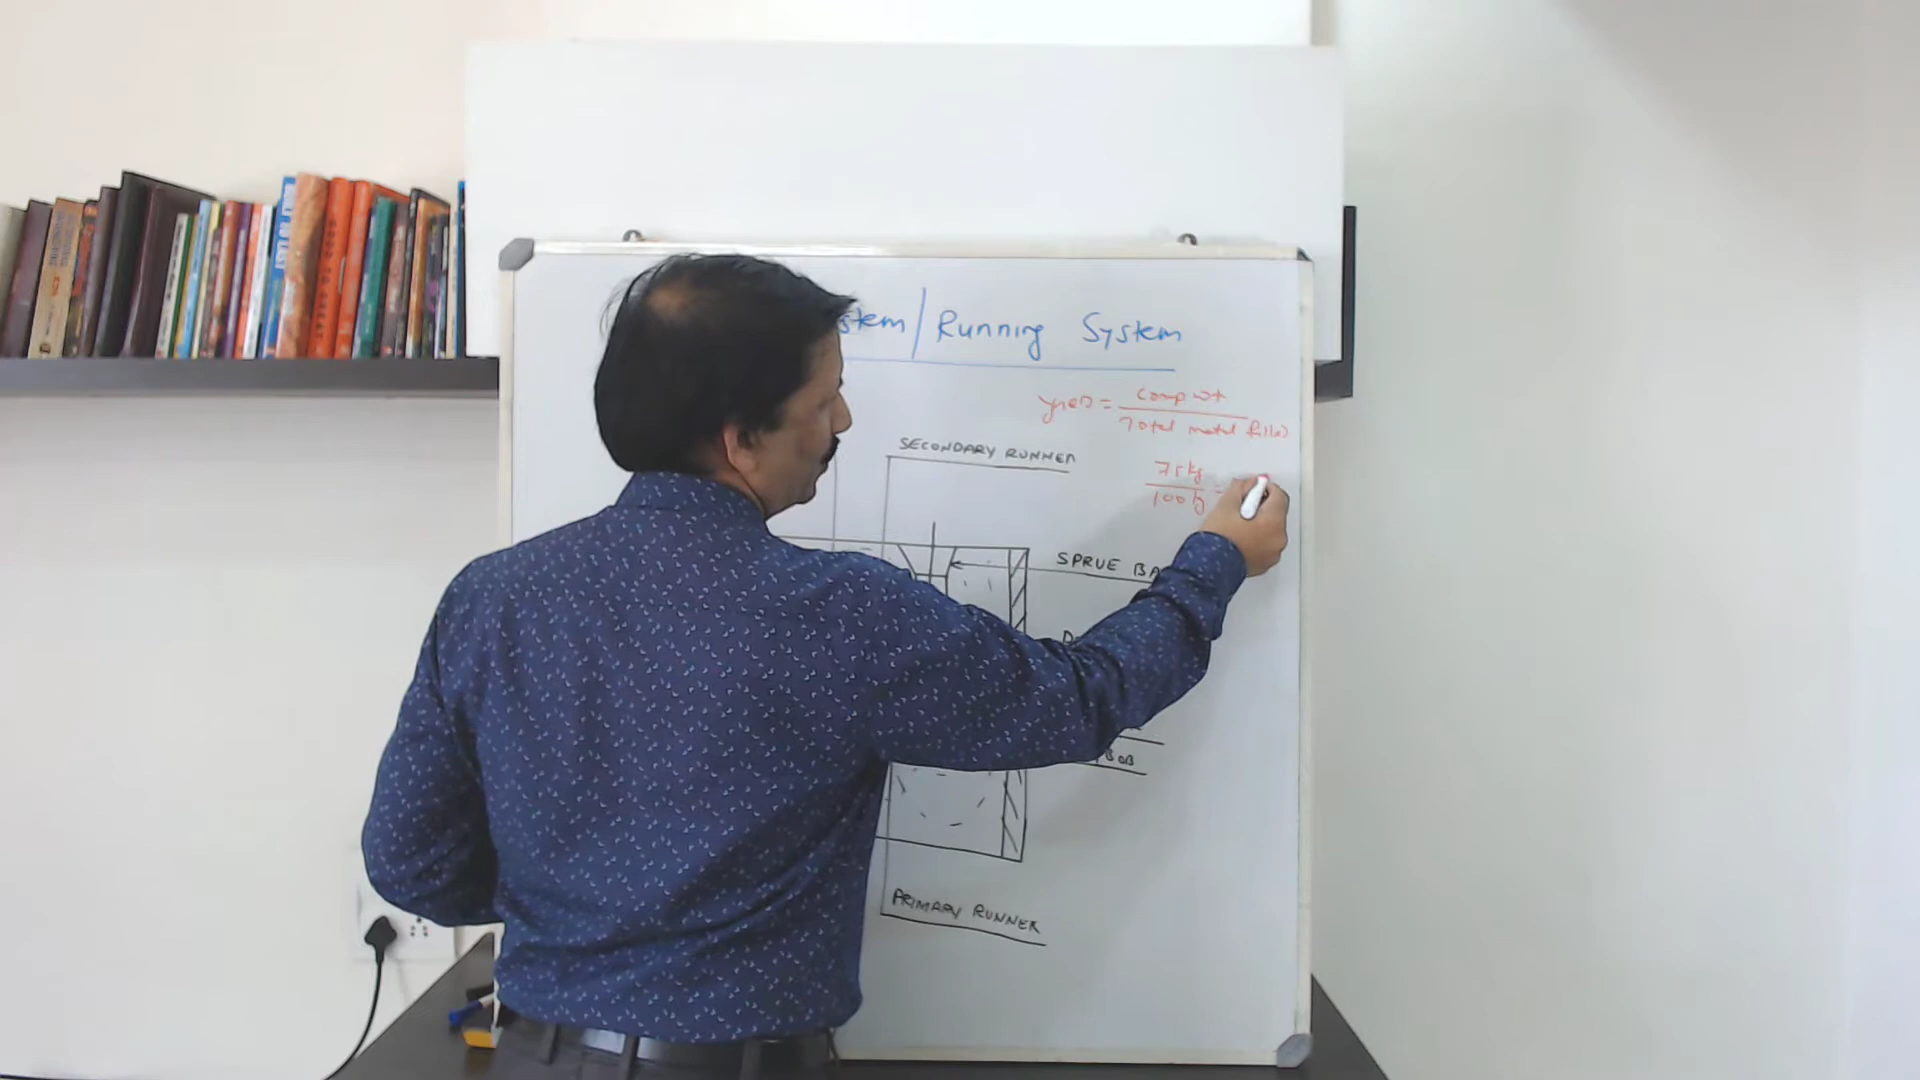 stem/Running System
yield = comp wt
Total metal filled
SECONDARY RUNNER
75 kg
100 kg =
SPRUE BA
BOB
PRIMARY RUNNER